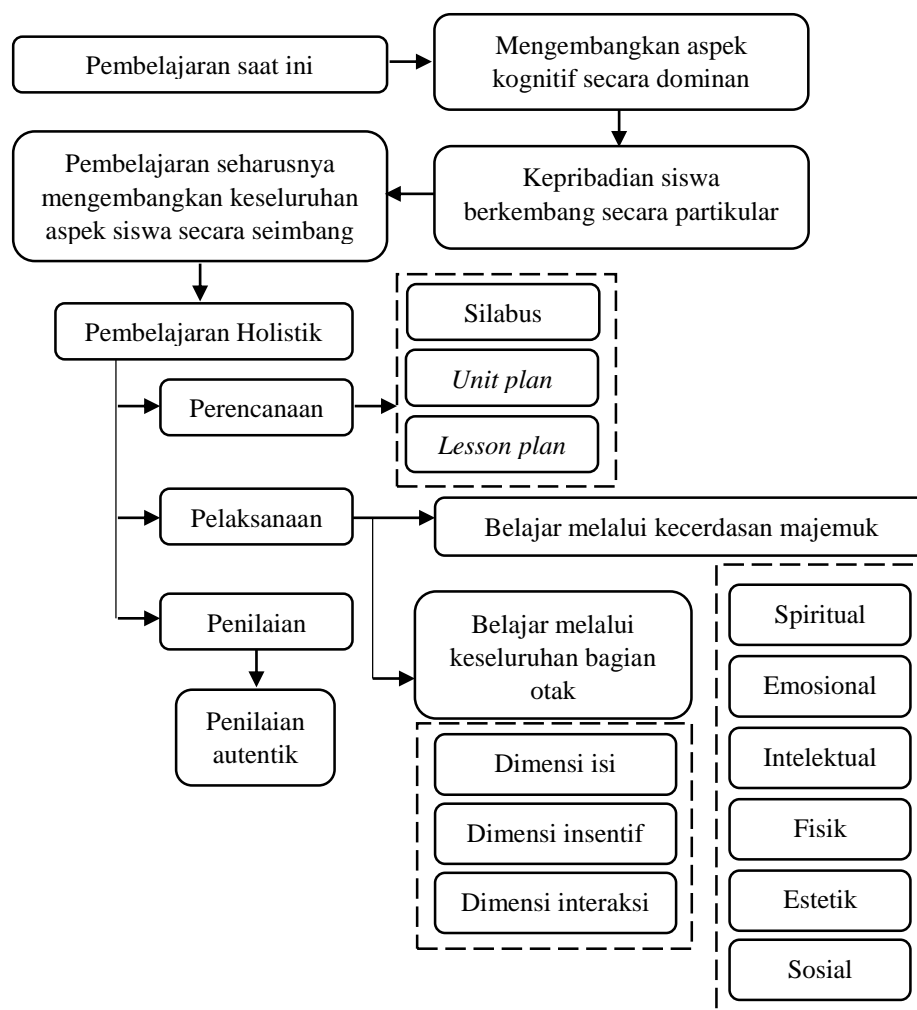 Pembelajaran saat ini
Mengembangkan aspek
kognitif secara dominan
Pembelajaran seharusnya
mengembangkan keseluruhan
aspek siswa secara seimbang
Kepribadian siswa
berkembang secara partikular
Pembelajaran Holistik
Silabus
Unit plan
Lesson plan
Perencanaan
Pelaksanaan
Belajar melalui kecerdasan majemuk
Penilaian
Penilaian
autentik
Belajar melalui
keseluruhan bagian
otak
Dimensi isi
Dimensi insentif
Dimensi interaksi
Spiritual
Emosional
Intelektual
Fisik
Estetik
Sosial